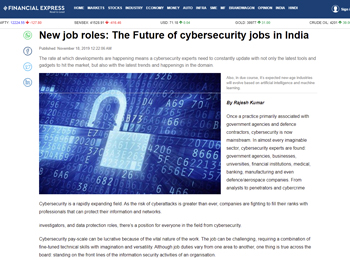 FINANCIAL EXPRESS
HOME MARKETS STOCKS INDUSTRY ECONOMY MONEY AUTO INFRA SME HR BRANDWAGON OPINION INDIA
New job roles: The Future of cybersecurity jobs in India
Published: November 18, 2019 12:22:06 AM
The rate at which developments are happening means a cybersecurity experts need to constantly update with not only the latest tools and
gadgets to hit the market, but also with the latest trends and happenings in the domain.
Also, in due course, it's expected new-age industries
will evolve based on artificial intelligence and machine
learning.
By Rajesh Kumar
Once a practice mainly associated with
government agencies and defence
contractors, cybersecurity is now
mainstream. In almost every imaginable
sector, cybersecurity experts are found
government agencies, businesses,
universities, financial institutions, medical,
banking, manufacturing and even
defence/aerospace companies. From
analysts to penetrators and cybercrime
Cybersecurity is a rapidly expanding field. As the risk of cyberattacks is greater than ever, companies are fighting to fill their ranks with
professionals that can protect their information and networks.
investigators, and data protection roles, there's a position for everyone in the field from cybersecurity.
Cybersecurity pay-scale can be lucrative because of the vital nature of the work. The job can be challenging, requiring a combination of
fine-tuned technical skills with imagination and versatility. Although job duties vary from one area to another, one thing is true across the
board: standing on the front lines of the information security activities of an organisation.